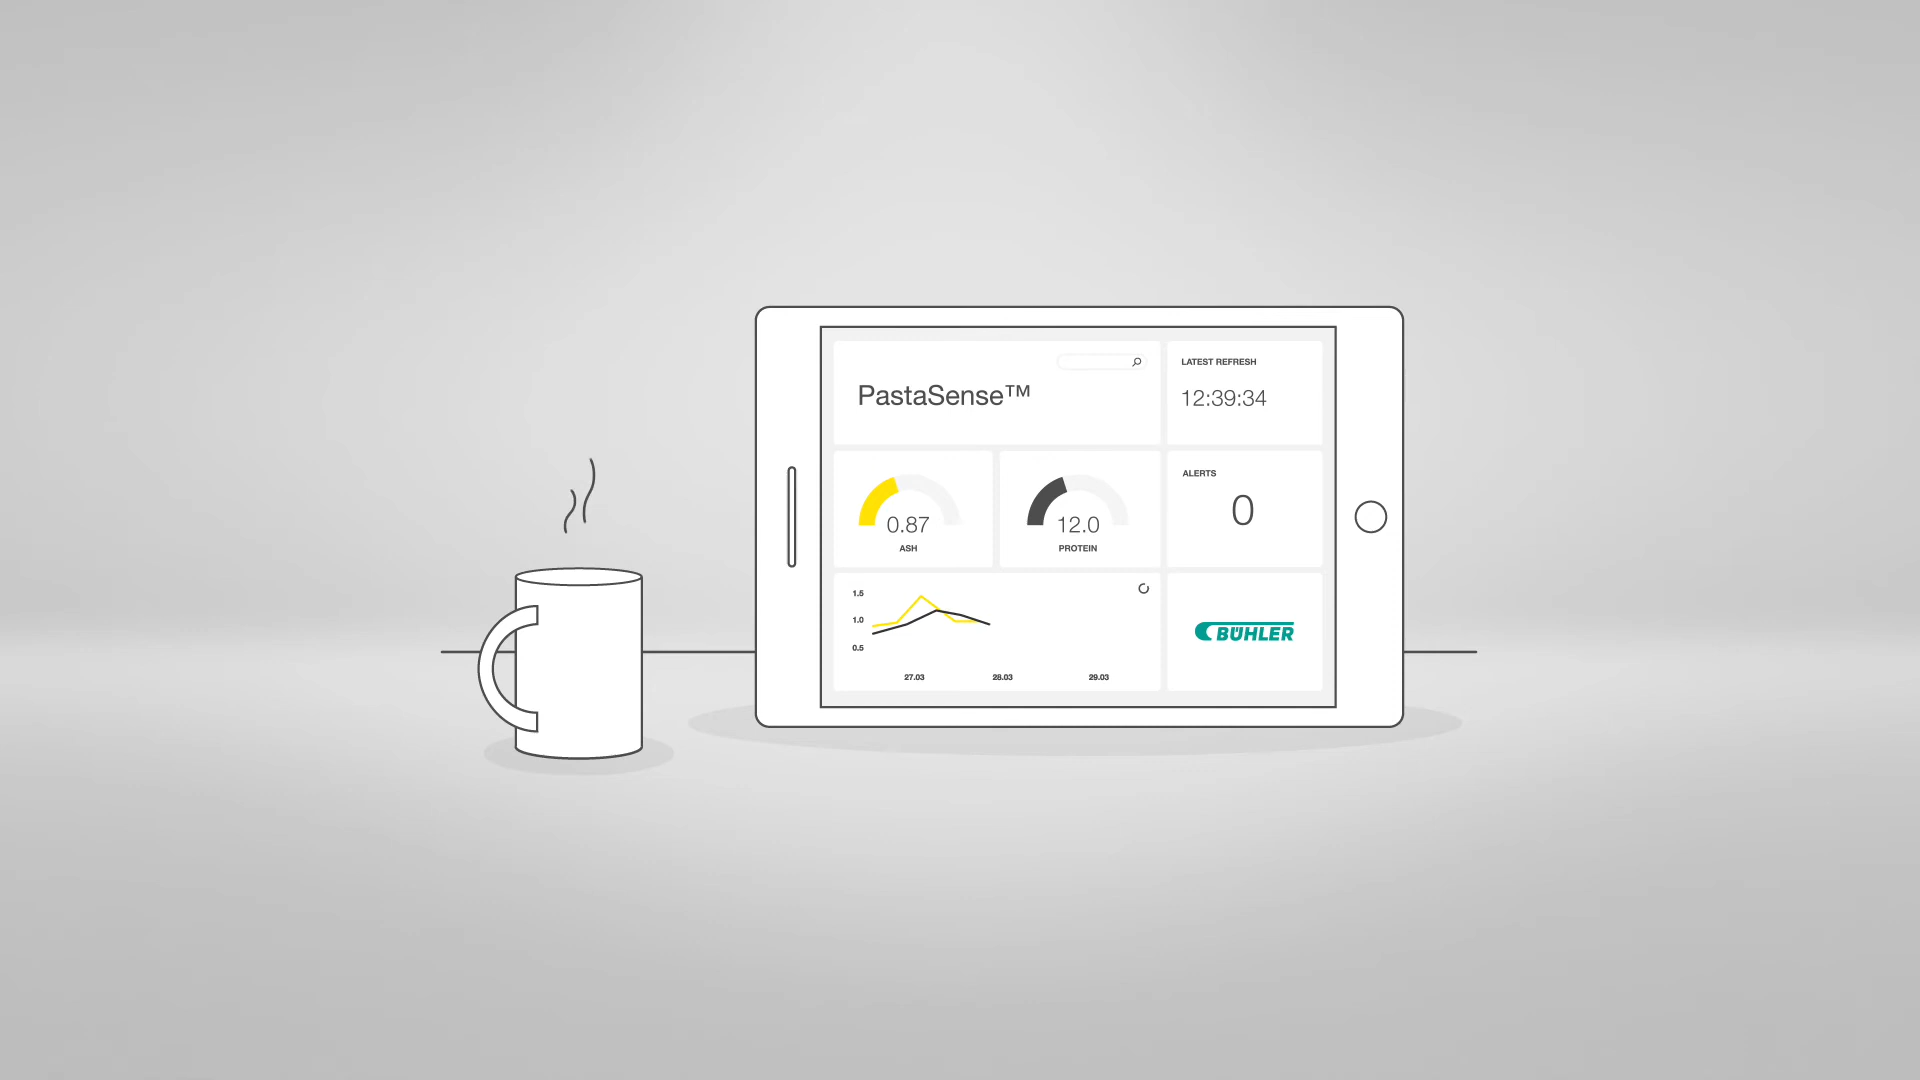 PastaSense™
LATEST REFRESH
12:39:34
0.87
ASH
12.0
PROTEIN
ALERTS
0
1.5
1.0
0.5
27.03
28.03
29.03
BÜHLER